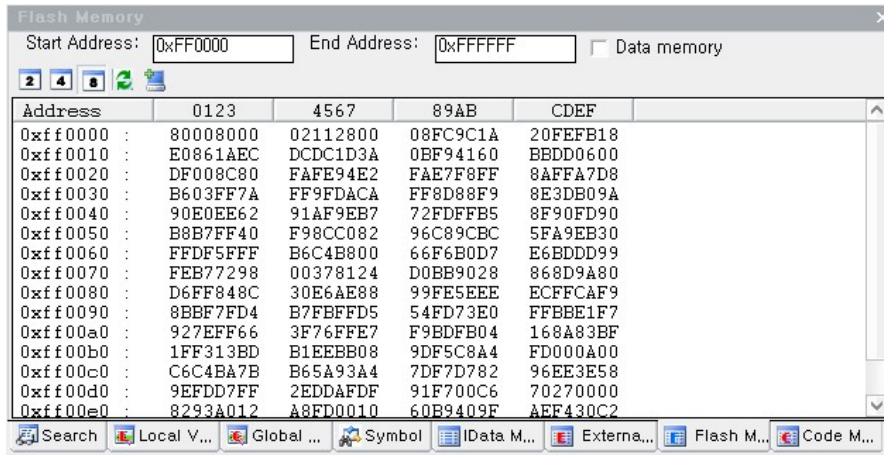 Flash Memory
Start Address: 0xFF0000 End Address: 0xFFFFFF Data memory
2 4 8
Address 0123 4567 89AB CDEF
0xff0000 : 80008000 02112800 08FC9C1A 20FEFB18
0xff0010 : E0861AEC DCDC1D3A 0BF94160 BBDD0600
0xff0020 : DF008C80 FAFE94E2 FAE7F8FF 8AFFA7D8
0xff0030 : B603FF7A FF9FDACA FF8D88F9 8E3DB09A
0xff0040 : 90E0EE62 91AF9EB7 72FDFFB5 8F90FD90
0xff0050 : B8B7FF40 F98CC082 96C89CBC 5FA9EB30
0xff0060 : FFDF5FFF B6C4B800 66F6B0D7 E6BDDD99
0xff0070 : FEB77298 00378124 D0BB9028 868D9A80
0xff0080 : D6FF848C 30E6AE88 99FE5EEE ECFFCAF9
0xff0090 : 8BBF7FD4 B7FBFFD5 54FD73E0 FFBBE1F7
0xff00a0 : 927EFF66 3F76FFE7 F9BDFB04 168A83BF
0xff00b0 : 1FF313BD B1EEBB08 9DF5C8A4 FD000A00
0xff00c0 : C6C4BA7B B65A93A4 7DF7D782 96EE3E58
0xff00d0 : 9EFDD7FF 2EDDAFDF 91F700C6 70270000
0xff00e0 : 8293A012 A8FD0010 60B9409F AEF430C2
Search Local V... Global ... Symbol IData M... Externa... Flash M... Code M...